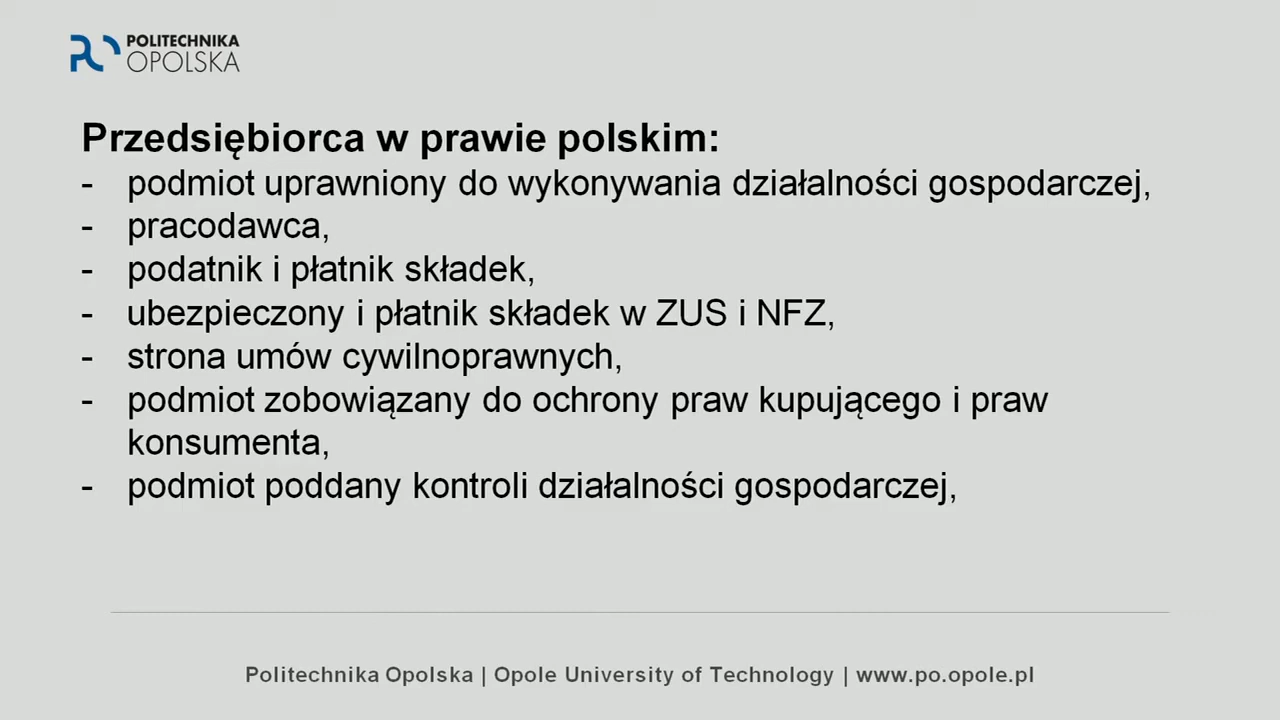 POLITECHNIKA
OPOLSKA
Przedsiębiorca w prawie polskim:
- podmiot uprawniony do wykonywania działalności gospodarczej,
- pracodawca,
- podatnik i płatnik składek,
- ubezpieczony i płatnik składek w ZUS i NFZ,
- strona umów cywilnoprawnych,
- podmiot zobowiązany do ochrony praw kupującego i praw
konsumenta,
- podmiot poddany kontroli działalności gospodarczej,
Politechnika Opolska | Opole University of Technology | www.po.opole.pl